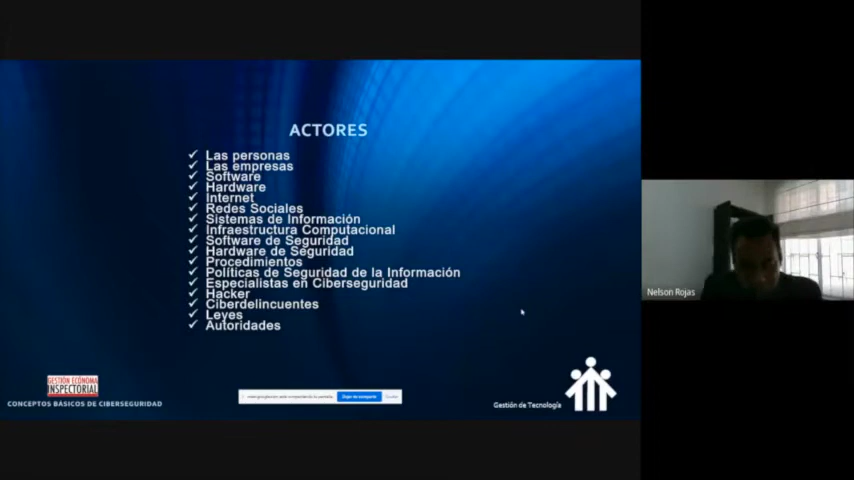 ACTORES
✓ Las personas
✓ Las empresas
✓ Software
✓ Hardware
✓ Internet
✓ Redes Sociales
✓ Sistemas de Información
✓ Infraestructura Computacional
✓ Software de Seguridad
✓ Hardware de Seguridad
✓ Procedimientos
✓ Políticas de Seguridad de la Información
✓ Especialistas en Ciberseguridad
✓ Hacker
✓ Ciberdelincuentes
✓ Leyes
✓ Autoridades
Nelson Rojas
GESTIÓN ECÓNOMA
INSPECTORIAL
CONCEPTOS BÁSICOS DE CIBERSEGURIDAD
Dejar de compartir
Gestión de Tecnología